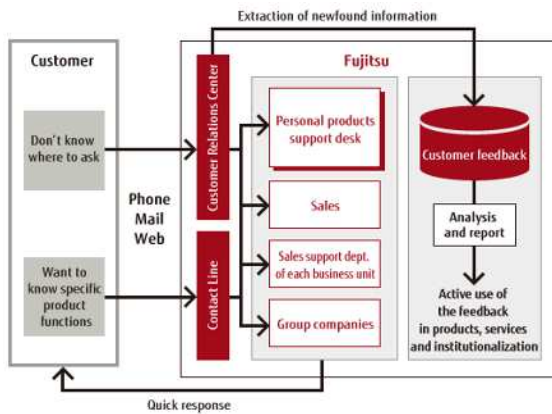 Extraction of newfound information
Customer
Fujitsu
Don't know
where to ask
Want to
know specific
product
functions
Phone
Mail
Web
Customer Relations Center
Contact Line
Personal products
support desk
Sales
Sales support dept.
of each business unit
Group companies
Customer feedback
Analysis
and report
Active use of
the feedback
in products, services
and institutionalization
Quick response